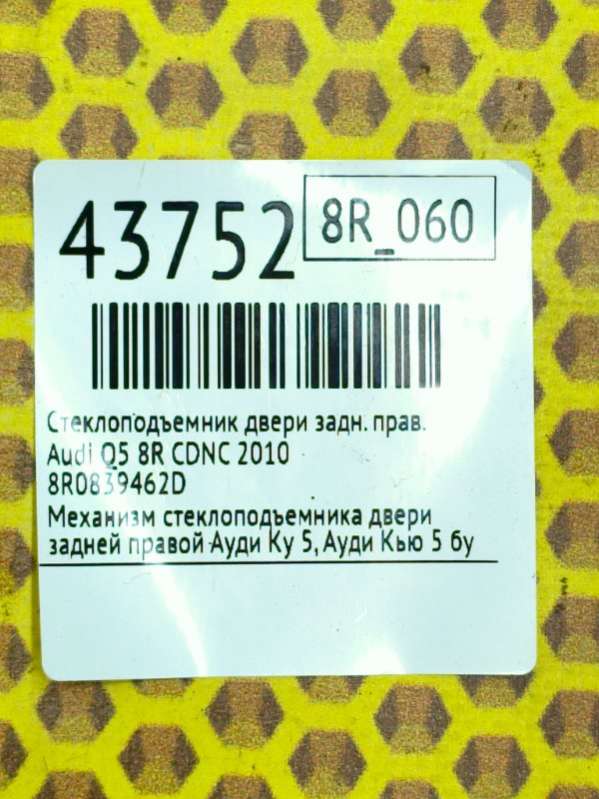 43752
8R_060
Стеклоподъемник двери задн. прав.
Audi Q5 8R CDNC 2010
8R0839462D
Механизм стеклоподъемника двери
задней правой Ауди Ку 5, Ауди Кью 5 бу